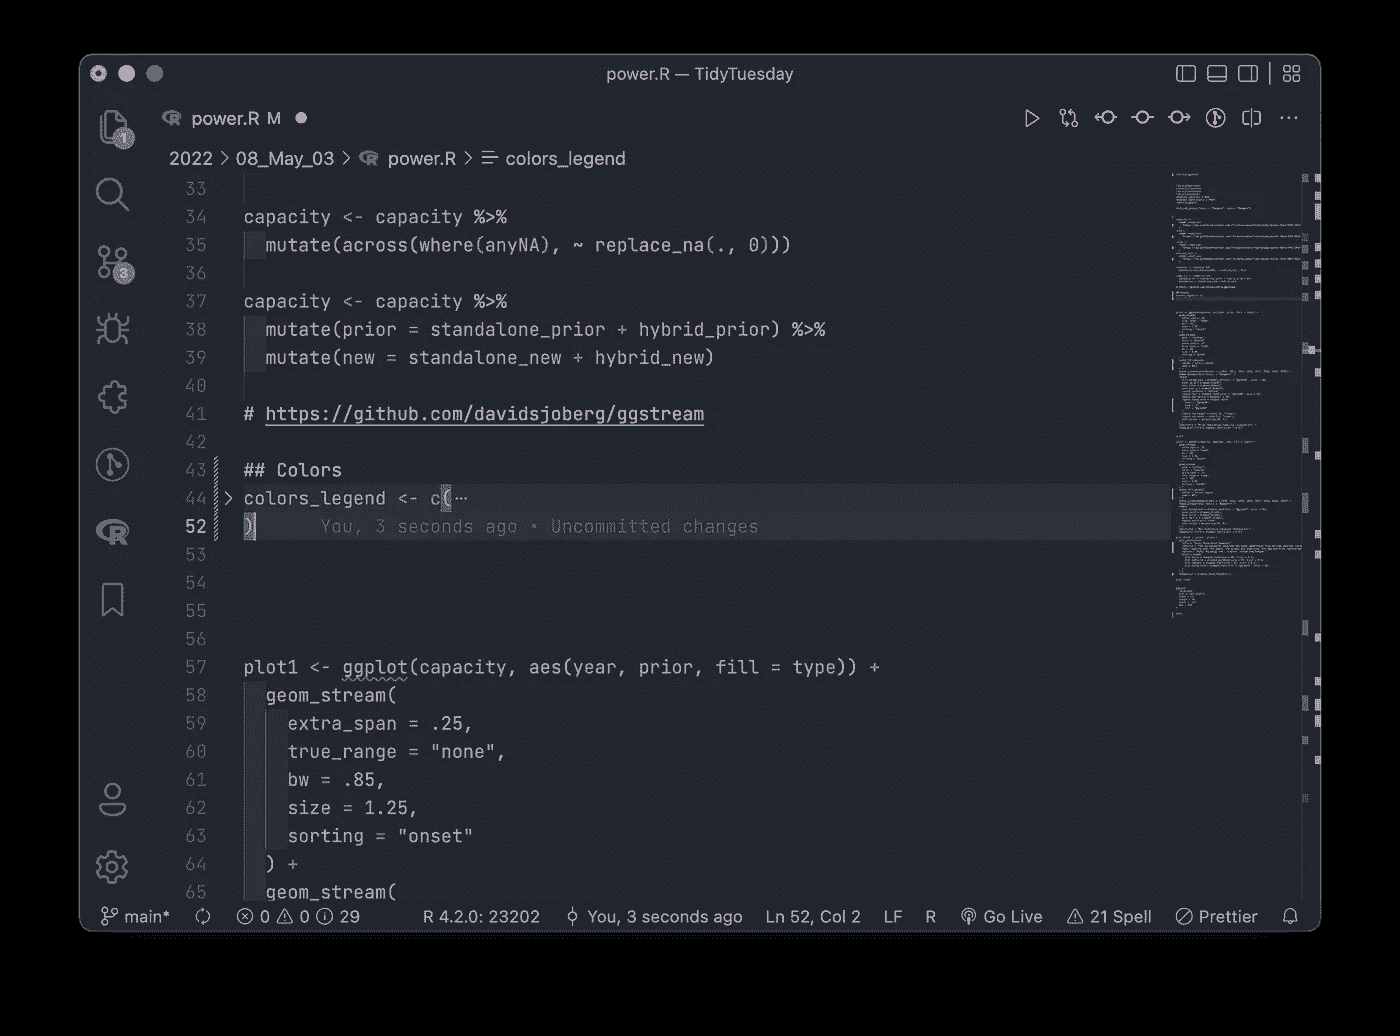 power.R — TidyTuesday
power.R M
2022 > 08_May_03 > power.R > colors_legend
33
34 capacity <- capacity %>%
35 mutate(across(where(anyNA), ~ replace_na(., 0)))
36
37 capacity <- capacity %>%
38 mutate(prior = standalone_prior + hybrid_prior) %>%
39 mutate(new = standalone_new + hybrid_new)
40
41 # https://github.com/davidsjoberg/ggstream
42
43 ## Colors
44 colors_legend <- c(⋯
52 ) You, 3 seconds ago • Uncommitted changes
53
54
55
56
57 plot1 <- ggplot(capacity, aes(year, prior, fill = type)) +
58 geom_stream(
59 extra_span = .25,
60 true_range = "none",
61 bw = .85,
62 size = 1.25,
63 sorting = "onset"
64 ) +
65 geom_stream(
1
3
main* 0 0 29 R 4.2.0: 23202 You, 3 seconds ago Ln 52, Col 2 LF R Go Live 21 Spell Prettier